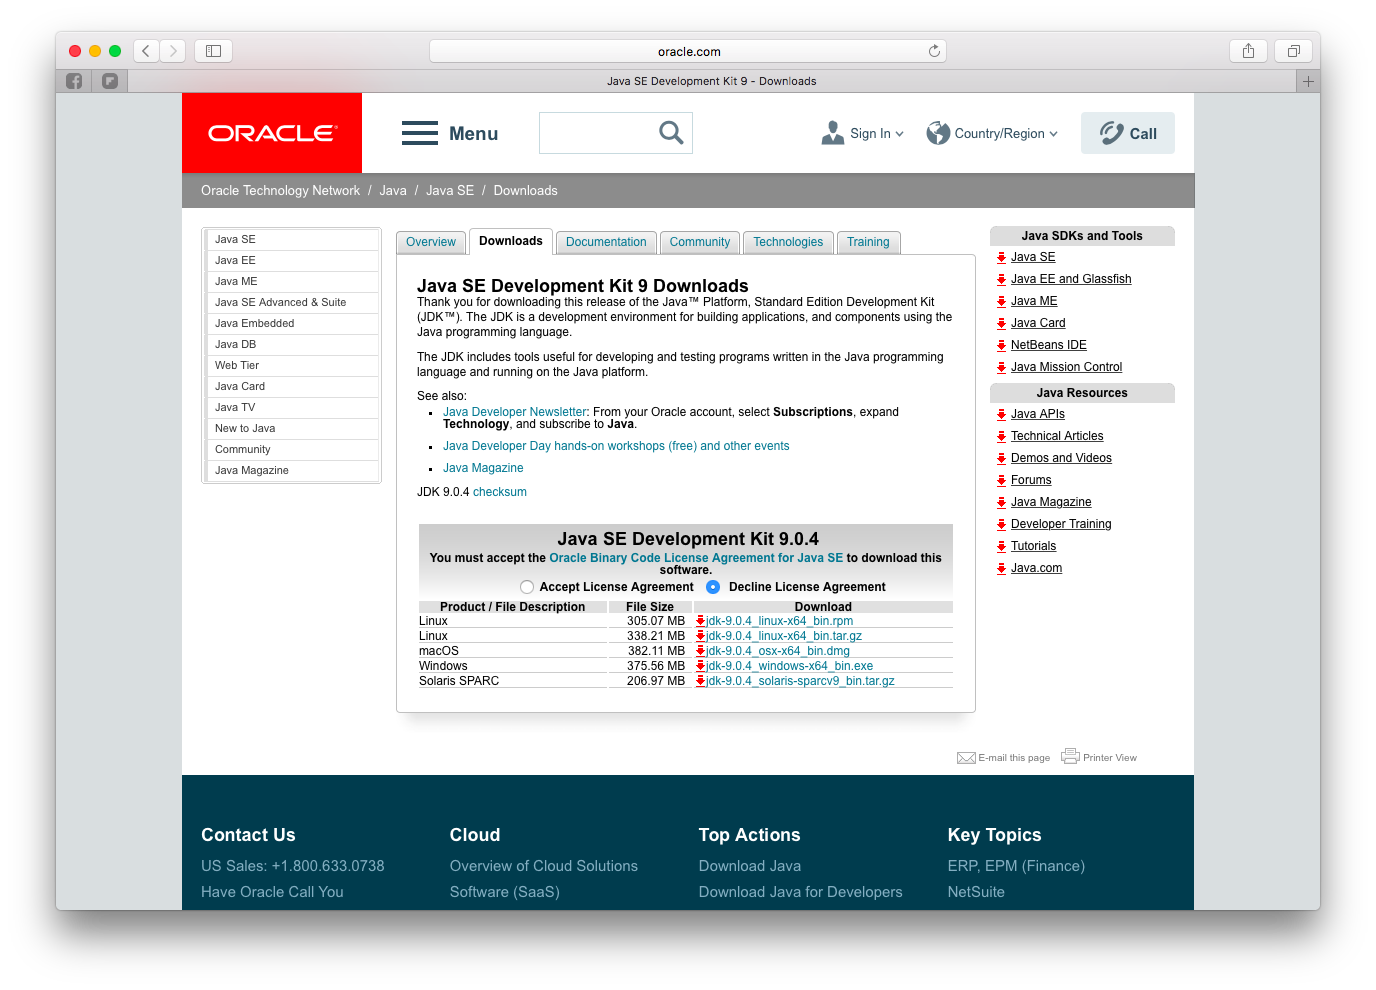 oracle.com
Java SE Development Kit 9 - Downloads
ORACLE
Menu
Sign In
Country/Region
Call
Oracle Technology Network / Java / Java SE / Downloads
Java SE
Java EE
Java ME
Java SE Advanced & Suite
Java Embedded
Java DB
Web Tier
Java Card
Java TV
New to Java
Community
Java Magazine
Overview
Downloads
Documentation
Community
Technologies
Training
Java SE Development Kit 9 Downloads
Thank you for downloading this release of the Java™ Platform, Standard Edition Development Kit
(JDK™). The JDK is a development environment for building applications, and components using the
Java programming language.
The JDK includes tools useful for developing and testing programs written in the Java programming
language and running on the Java platform.
See also:
Java Developer Newsletter: From your Oracle account, select Subscriptions, expand
Technology, and subscribe to Java.
Java Developer Day hands-on workshops (free) and other events
Java Magazine
JDK 9.0.4 checksum
Java SE Development Kit 9.0.4
You must accept the Oracle Binary Code License Agreement for Java SE to download this
software.
Accept License Agreement Decline License Agreement
Product / File Description File Size Download
Linux 305.07 MB jdk-9.0.4_linux-x64_bin.rpm
Linux 338.21 MB jdk-9.0.4_linux-x64_bin.tar.gz
macOS 382.11 MB jdk-9.0.4_osx-x64_bin.dmg
Windows 375.56 MB jdk-9.0.4_windows-x64_bin.exe
Solaris SPARC 206.97 MB jdk-9.0.4_solaris-sparcv9_bin.tar.gz
Java SDKs and Tools
Java SE
Java EE and Glassfish
Java ME
Java Card
NetBeans IDE
Java Mission Control
Java Resources
Java APIs
Technical Articles
Demos and Videos
Forums
Java Magazine
Developer Training
Tutorials
Java.com
E-mail this page
Printer View
Contact Us
US Sales: +1.800.633.0738
Have Oracle Call You
Cloud
Overview of Cloud Solutions
Software (SaaS)
Top Actions
Download Java
Download Java for Developers
Key Topics
ERP, EPM (Finance)
NetSuite